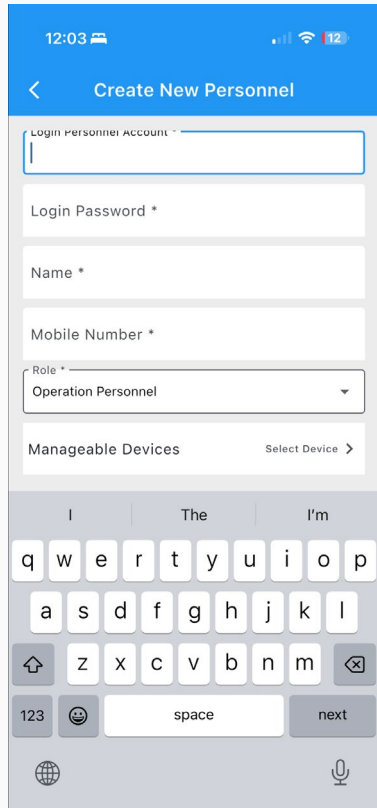 12:03
12
Create New Personnel
Login Personnel Account *
Login Password *
Name *
Mobile Number *
Role *
Operation Personnel
Manageable Devices Select Device
I The I'm
q w e r t y u i o p
a s d f g h j k l
z x c v b n m
123 space next